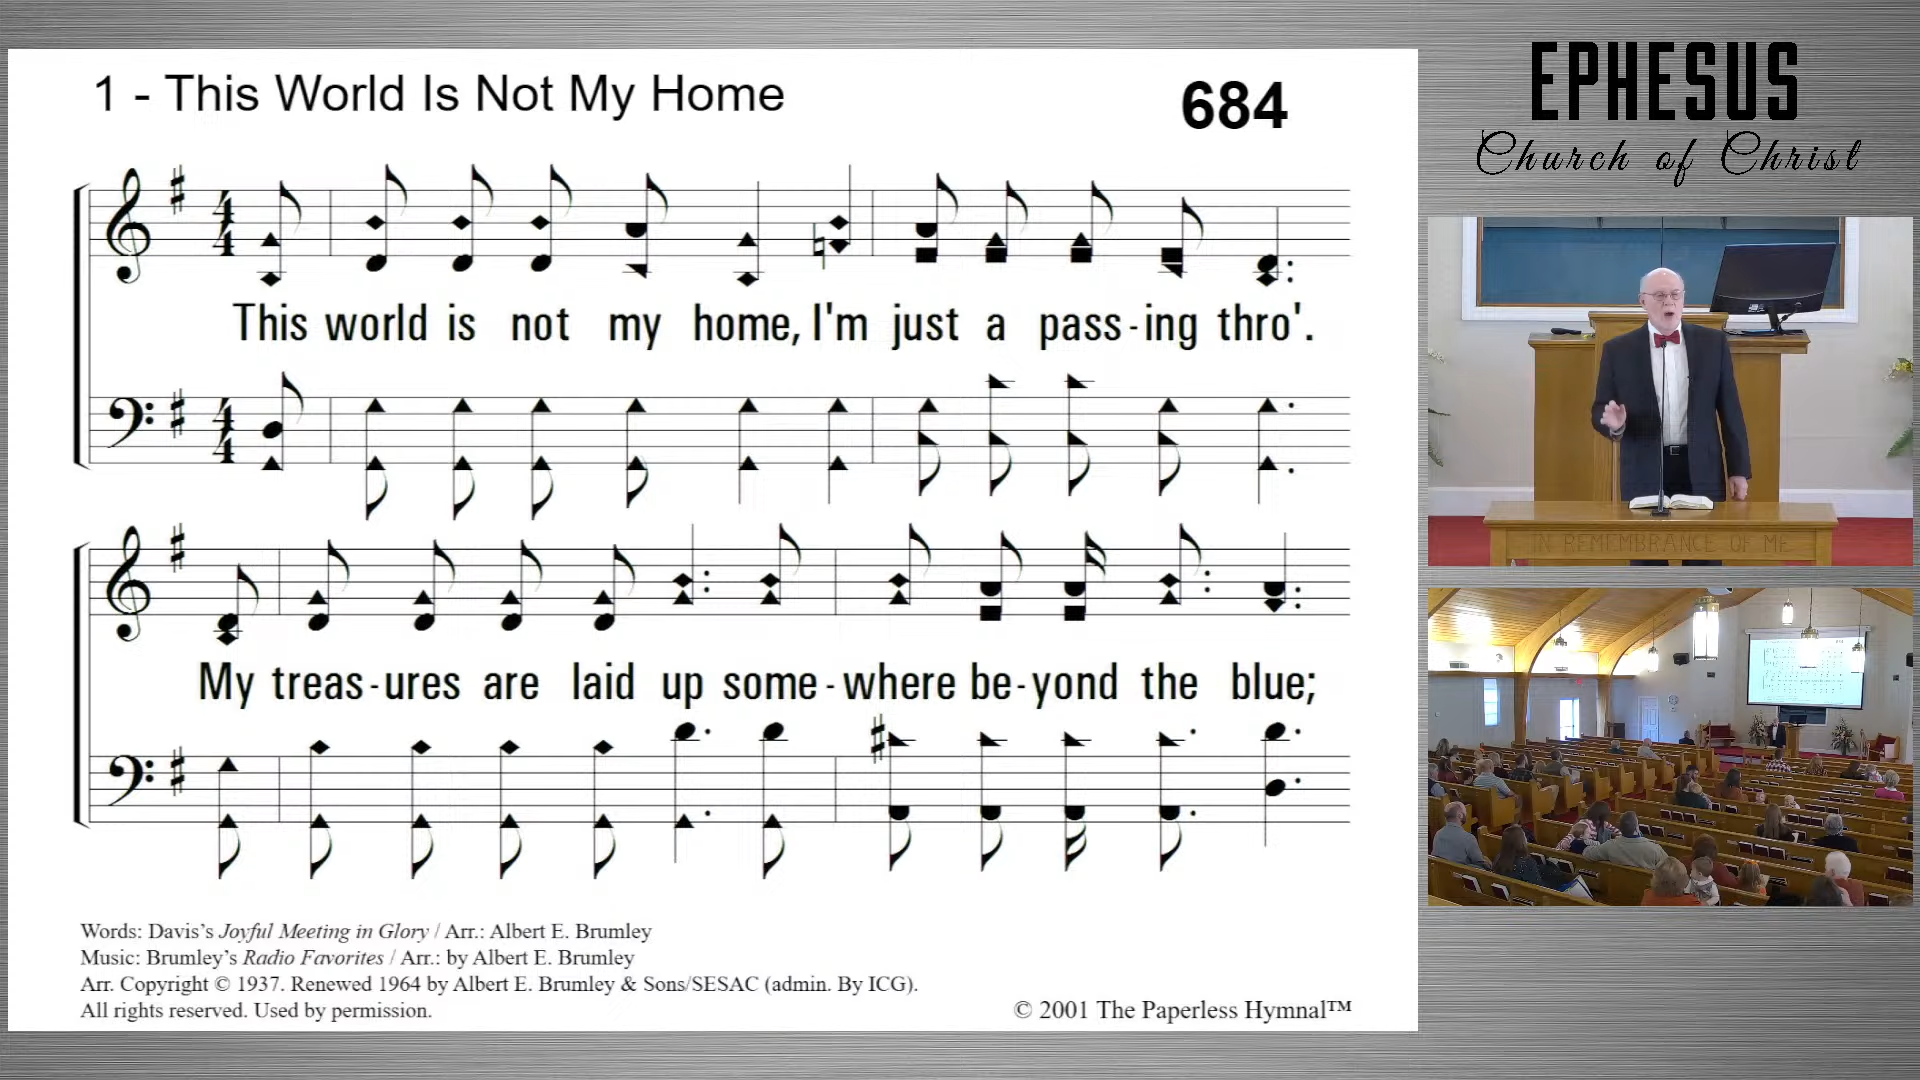 1 - This World Is Not My Home
684
This world is not my home, I'm just a pass-ing thro'.
My treas-ures are laid up some-where be-yond the blue;
Words: Davis's Joyful Meeting in Glory / Arr.: Albert E. Brumley
Music: Brumley's Radio Favorites / Arr.: by Albert E. Brumley
Arr. Copyright © 1937. Renewed 1964 by Albert E. Brumley & Sons/SESAC (admin. By ICG).
All rights reserved. Used by permission.
© 2001 The Paperless Hymnal™
EPHESUS
Church of Christ
IN REMEMBRANCE OF ME